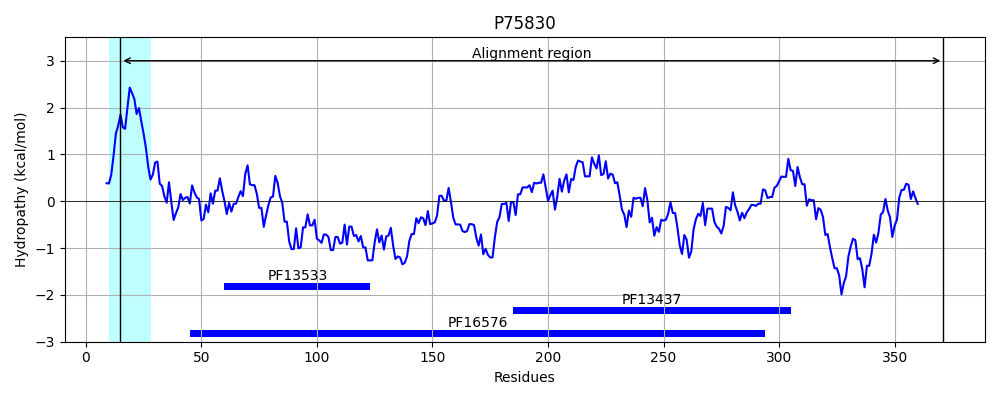 P75830
Alignment region
Hydropathy (kcal/mol)
3
2
1
0
−1
−2
−3
PF13533
PF13437
PF16576
0
50
100
150
200
250
300
350
Residues